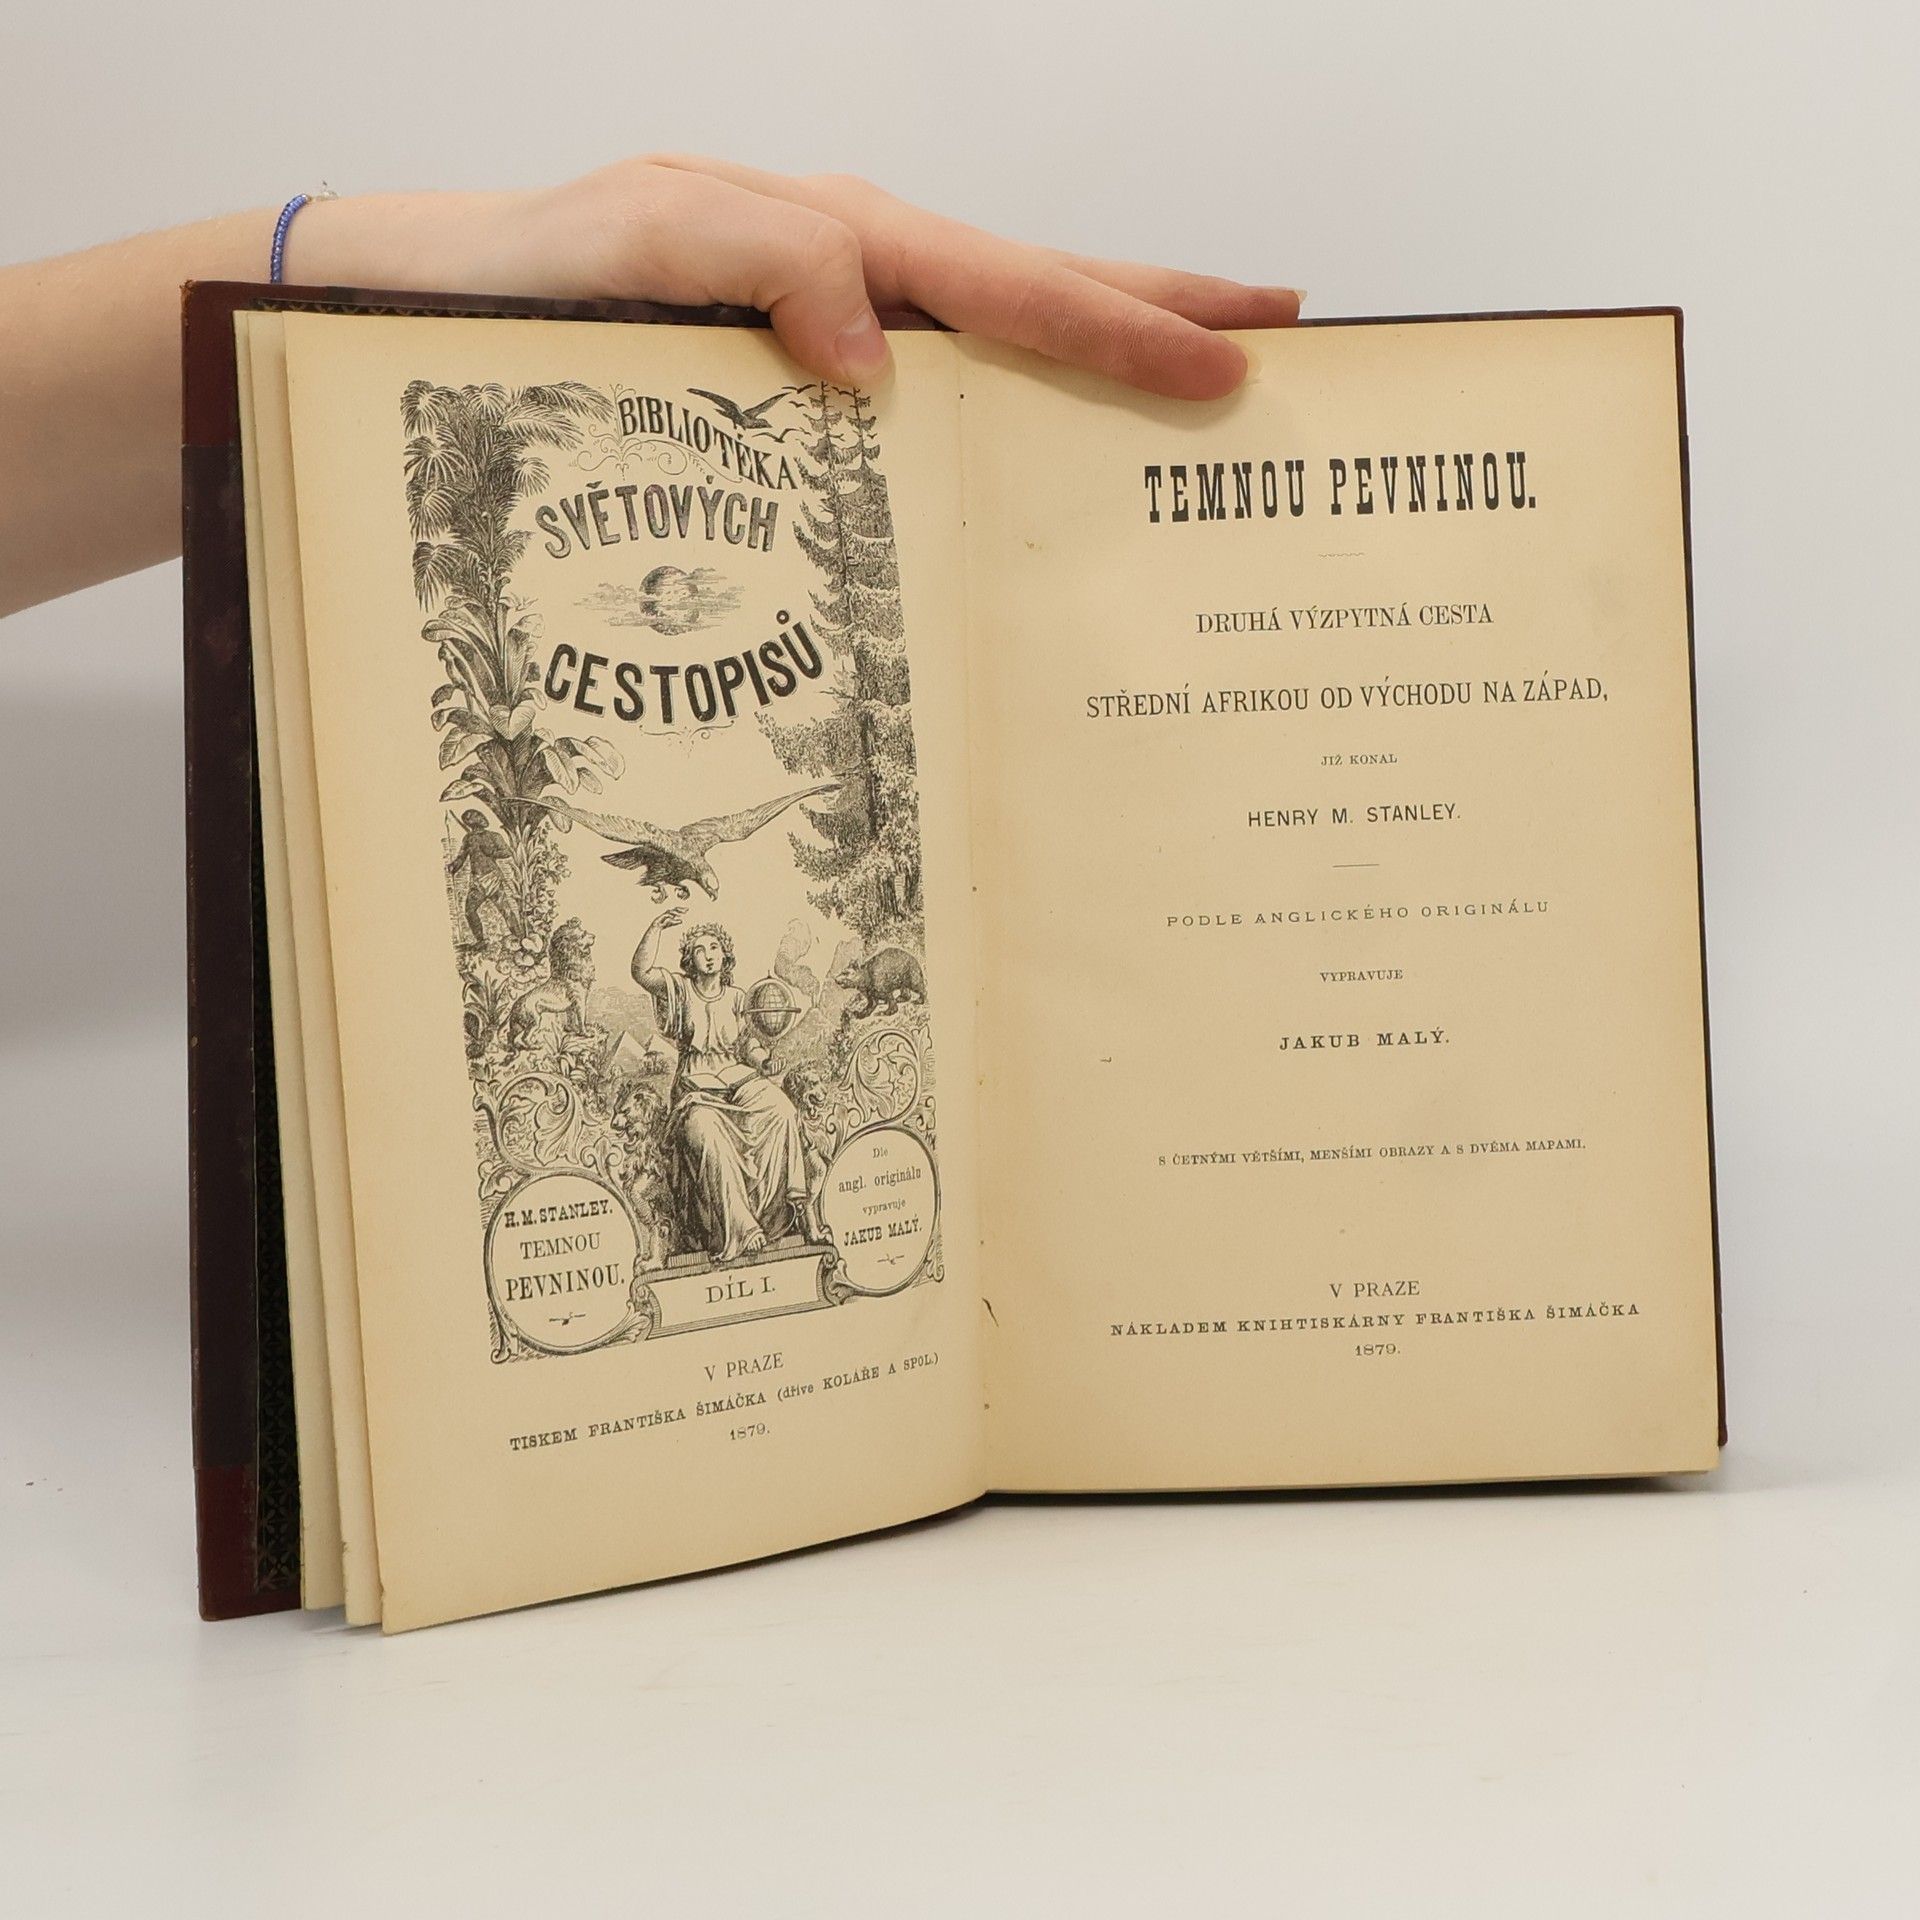 BIBLIOTÉKA
SVĚTOVÝCH
CESTOPISŮ
H. M. STANLEY.
TEMNOU
PEVNINOU.
DÍL I.
Dle
angl. originálu
vypravuje
JAKUB MALÝ.
V PRAZE
TISKEM FRANTIŠKA ŠIMÁČKA (dříve KOLÁŘE A SPOL.)
1879.
TEMNOU PEVNINOU.
DRUHÁ VÝZPYTNÁ CESTA
STŘEDNÍ AFRIKOU OD VÝCHODU NA ZÁPAD,
JIŽ KONAL
HENRY M. STANLEY.
PODLE ANGLICKÉHO ORIGINÁLU
VYPRAVUJE
JAKUB MALÝ.
S ČETNÝMI VĚTŠÍMI, MENŠÍMI OBRAZY A S DVĚMA MAPAMI.
V PRAZE
NÁKLADEM KNIHTISKÁRNY FRANTIŠKA ŠIMÁČKA
1879.